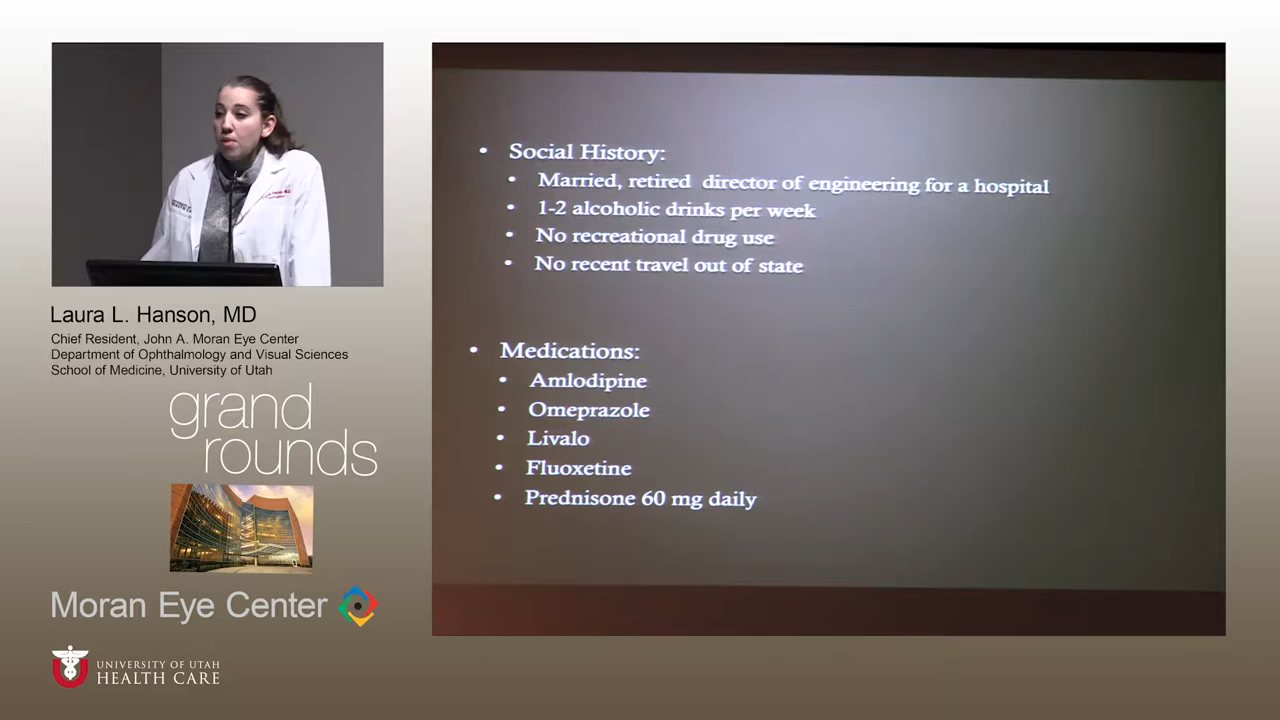 Laura L. Hanson, MD
Chief Resident, John A. Moran Eye Center
Department of Ophthalmology and Visual Sciences
School of Medicine, University of Utah
grand
rounds
Moran Eye Center
UNIVERSITY OF UTAH
HEALTH CARE
• Social History:
• Married, retired director of engineering for a hospital
• 1-2 alcoholic drinks per week
• No recreational drug use
• No recent travel out of state
• Medications:
• Amlodipine
• Omeprazole
• Livalo
• Fluoxetine
• Prednisone 60 mg daily